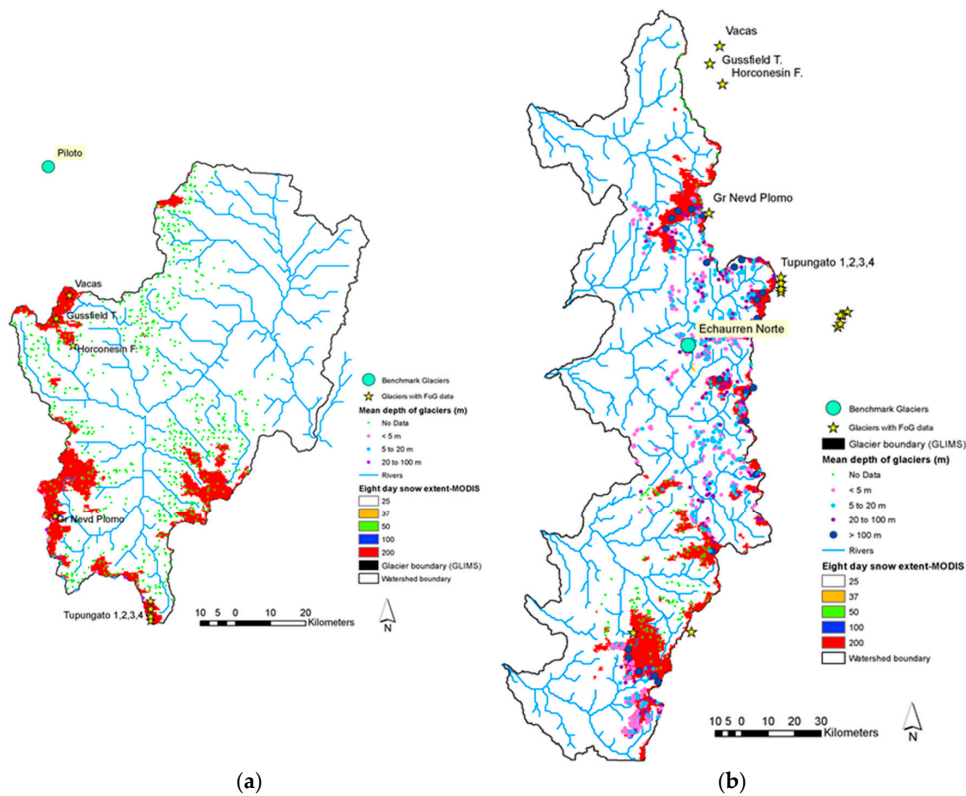 Piloto
Vacas
Gussfield T.
Horconesin F.
Gr Nevd Plomo
Tupungato 1,2,3,4
Benchmark Glaciers
Glaciers with FoG data
Mean depth of glaciers (m)
No Data
< 5 m
5 to 20 m
20 to 100 m
Rivers
Eight day snow extent-MODIS
25
37
50
100
200
Glacier boundary (GLIMS)
Watershed boundary
10 5 0 10 20
Kilometers
N
(a)
Vacas
Gussfield T.
Horconesin F.
Gr Nevd Plomo
Tupungato 1,2,3,4
Echaurren Norte
Benchmark Glaciers
Glaciers with FoG data
Glacier boundary (GLIMS)
Mean depth of glaciers (m)
No Data
< 5 m
5 to 20 m
20 to 100 m
> 100 m
Rivers
Eight day snow extent-MODIS
25
37
50
100
200
Watershed boundary
10 5 0 10 20 30
Kilometers
N
(b)